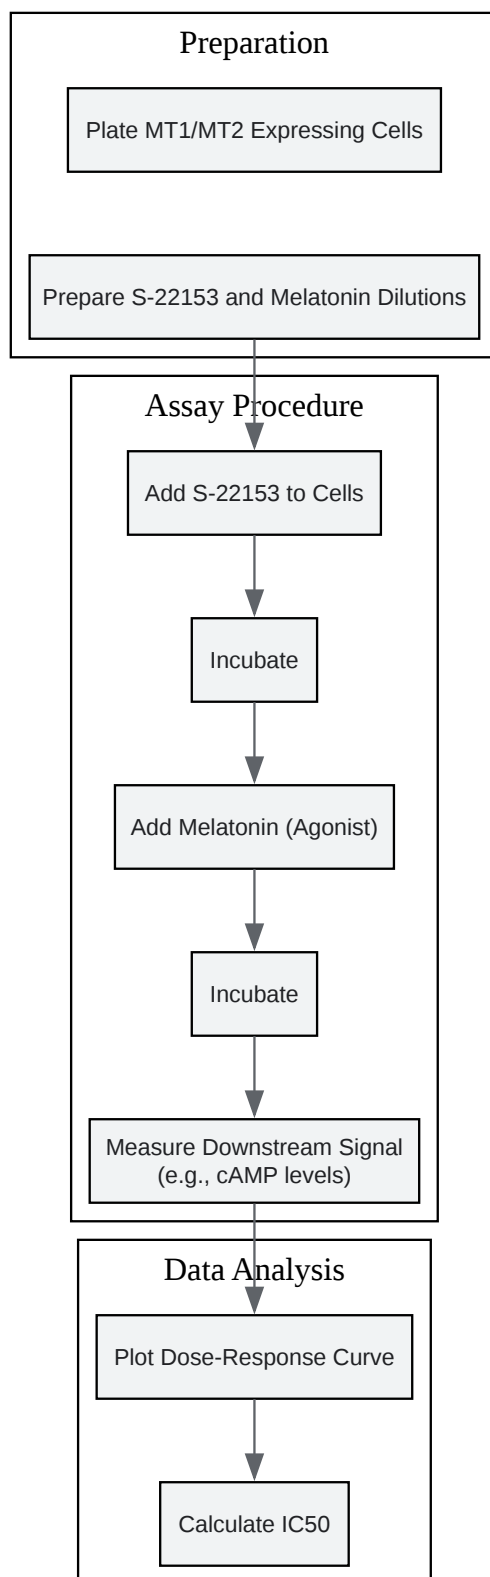 Preparation
Plate MT1/MT2 Expressing Cells
Prepare S-22153 and Melatonin Dilutions
Assay Procedure
Add S-22153 to Cells
Incubate
Add Melatonin (Agonist)
Incubate
Measure Downstream Signal
(e.g., cAMP levels)
Data Analysis
Plot Dose-Response Curve
Calculate IC50